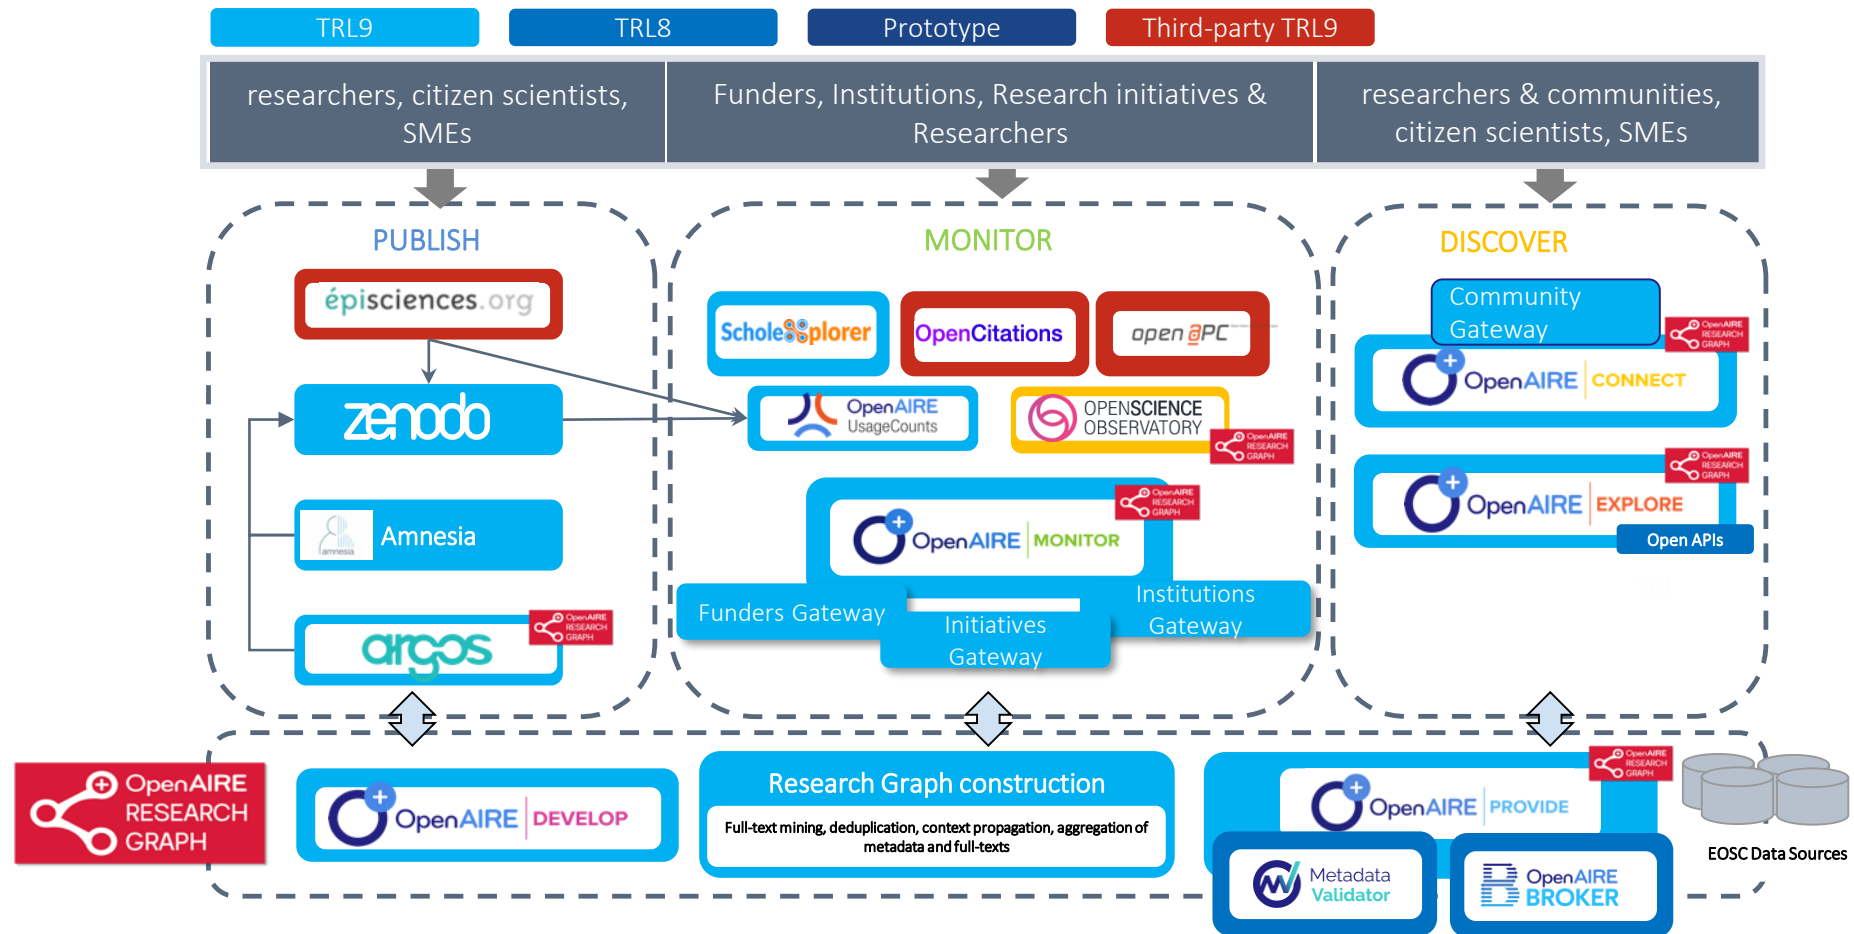 TRL9
TRL8
Prototype
Third-party TRL9
researchers, citizen scientists,
SMEs
Funders, Institutions, Research initiatives &
Researchers
researchers & communities,
citizen scientists, SMEs
PUBLISH
épisciences.org
zenodo
amnesia
Amnesia
argos
OpenAIRE
RESEARCH
GRAPH
MONITOR
ScholeXplorer
OpenCitations
open aPC
OpenAIRE
UsageCounts
OPENSCIENCE
OBSERVATORY
OpenAIRE
RESEARCH
GRAPH
OpenAIRE
RESEARCH
GRAPH
OpenAIRE MONITOR
Funders Gateway
Initiatives
Gateway
Institutions
Gateway
DISCOVER
Community
Gateway
OpenAIRE
RESEARCH
GRAPH
OpenAIRE CONNECT
OpenAIRE
RESEARCH
GRAPH
OpenAIRE EXPLORE
Open APIs
OpenAIRE
RESEARCH
GRAPH
OpenAIRE DEVELOP
Research Graph construction
Full-text mining, deduplication, context propagation, aggregation of
metadata and full-texts
OpenAIRE
RESEARCH
GRAPH
OpenAIRE PROVIDE
Metadata
Validator
OpenAIRE
BROKER
EOSC Data Sources